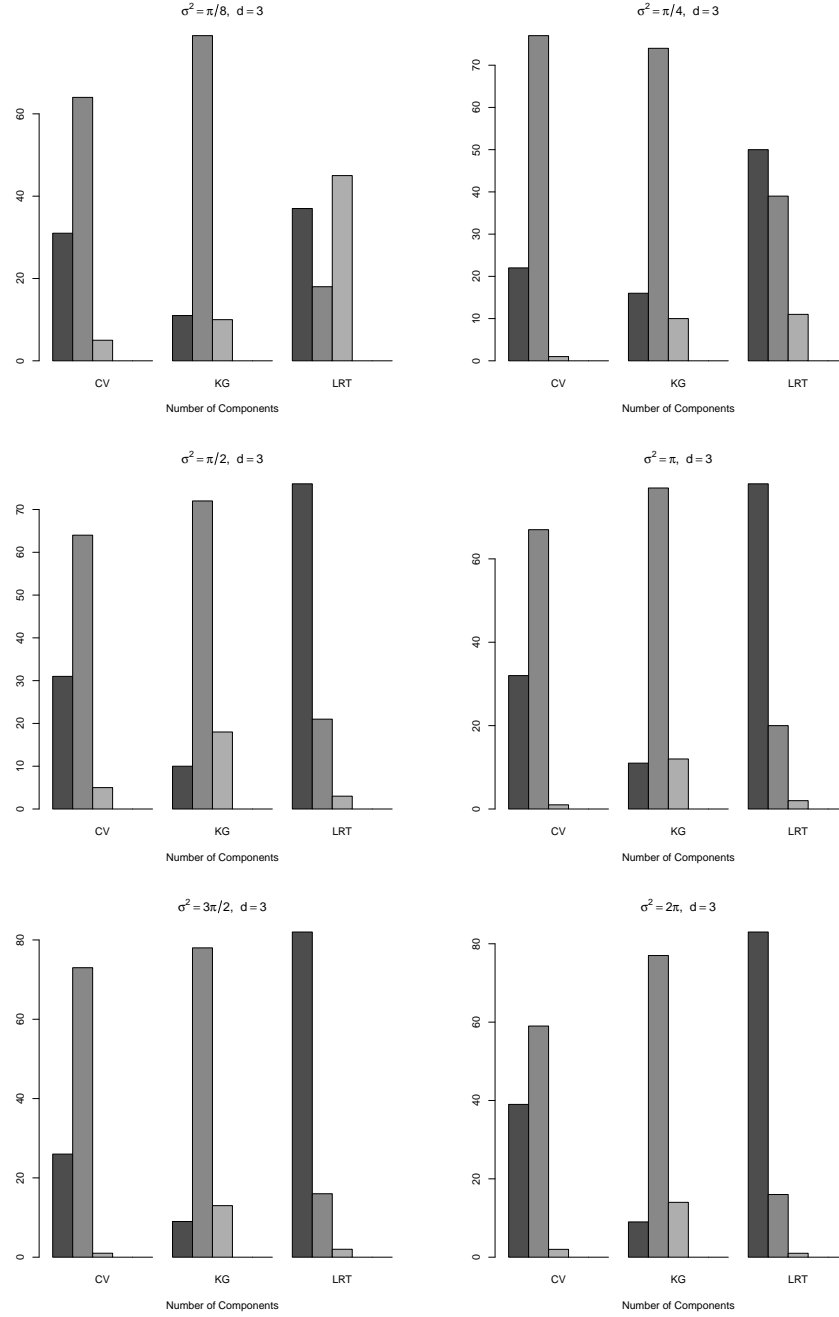 σ² = π/8, d = 3
0 20 40 60
CV KG LRT
Number of Components
σ² = π/4, d = 3
0 10 20 30 40 50 60 70
CV KG LRT
Number of Components
σ² = π/2, d = 3
0 10 20 30 40 50 60 70
CV KG LRT
Number of Components
σ² = π, d = 3
0 20 40 60
CV KG LRT
Number of Components
σ² = 3π/2, d = 3
0 20 40 60 80
CV KG LRT
Number of Components
σ² = 2π, d = 3
0 20 40 60 80
CV KG LRT
Number of Components